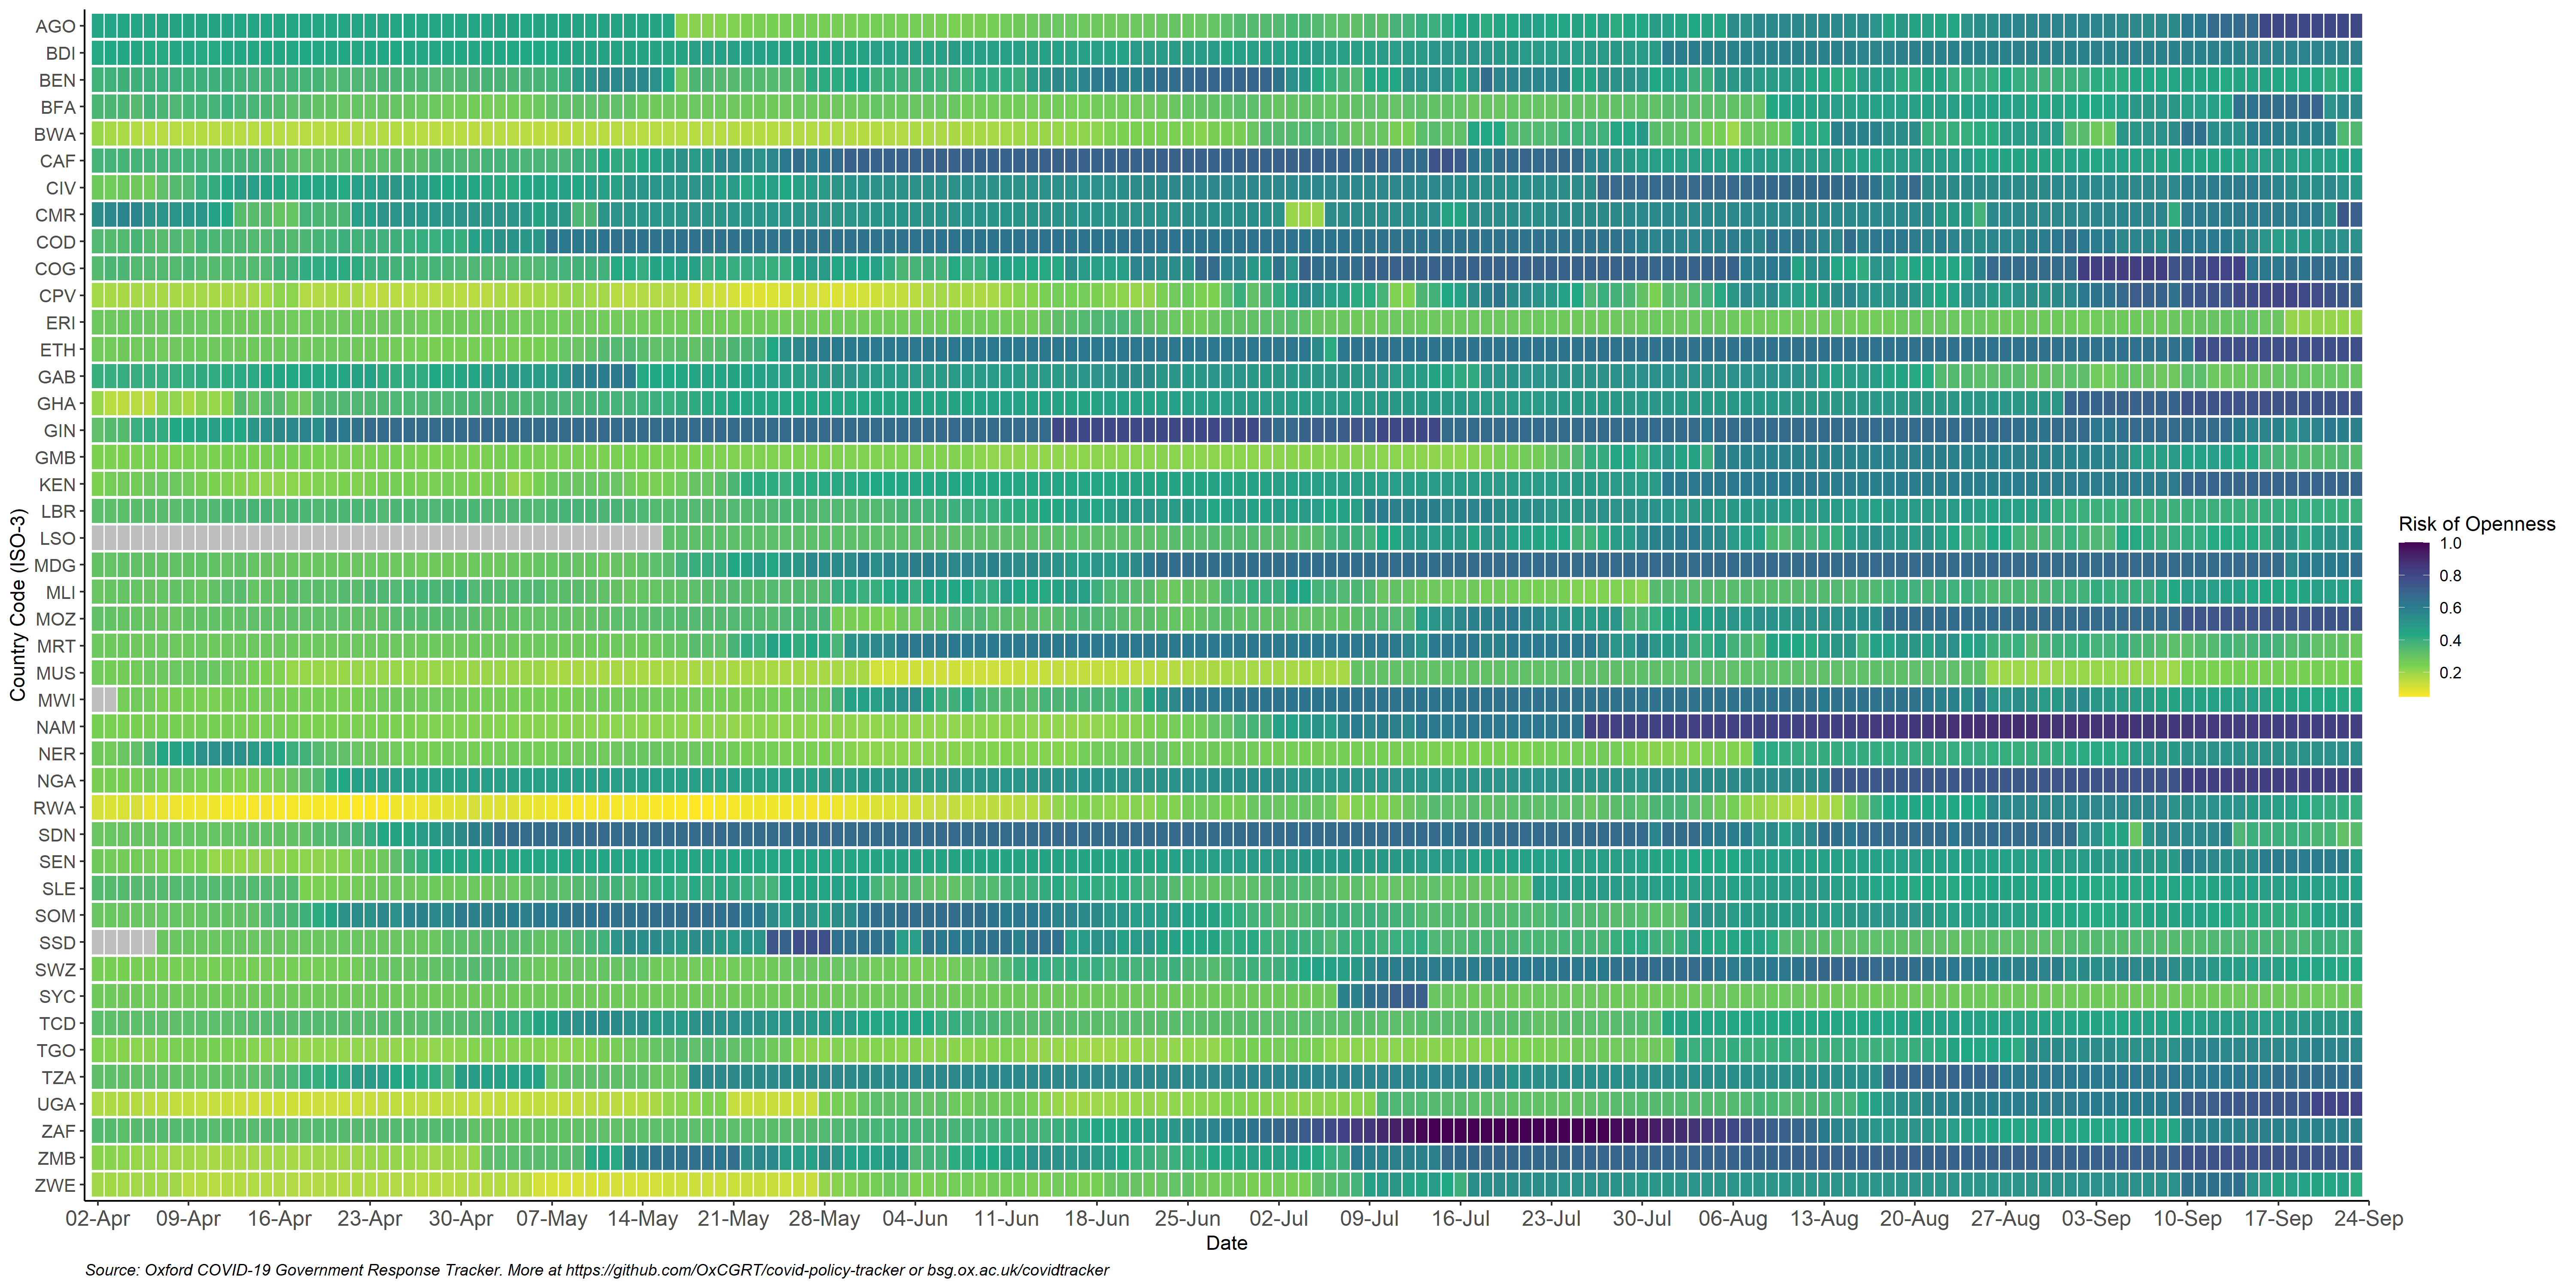 AGO
BDI
BEN
BFA
BWA
CAF
CIV
CMR
COD
COG
CPV
ERI
ETH
GAB
GHA
GIN
GMB
KEN
LBR
LSO
MDG
MLI
MOZ
MRT
MUS
MWI
NAM
NER
NGA
RWA
SDN
SEN
SLE
SOM
SSD
SWZ
SYC
TCD
TGO
TZA
UGA
ZAF
ZMB
ZWE
Country Code (ISO-3)
02-Apr 09-Apr 16-Apr 23-Apr 30-Apr 07-May 14-May 21-May 28-May 04-Jun 11-Jun 18-Jun 25-Jun 02-Jul 09-Jul 16-Jul 23-Jul 30-Jul 06-Aug 13-Aug 20-Aug 27-Aug 03-Sep 10-Sep 17-Sep 24-Sep
Date
Risk of Openness
1.0
0.8
0.6
0.4
0.2
Source: Oxford COVID-19 Government Response Tracker. More at https://github.com/OxCGRT/covid-policy-tracker or bsg.ox.ac.uk/covidtracker